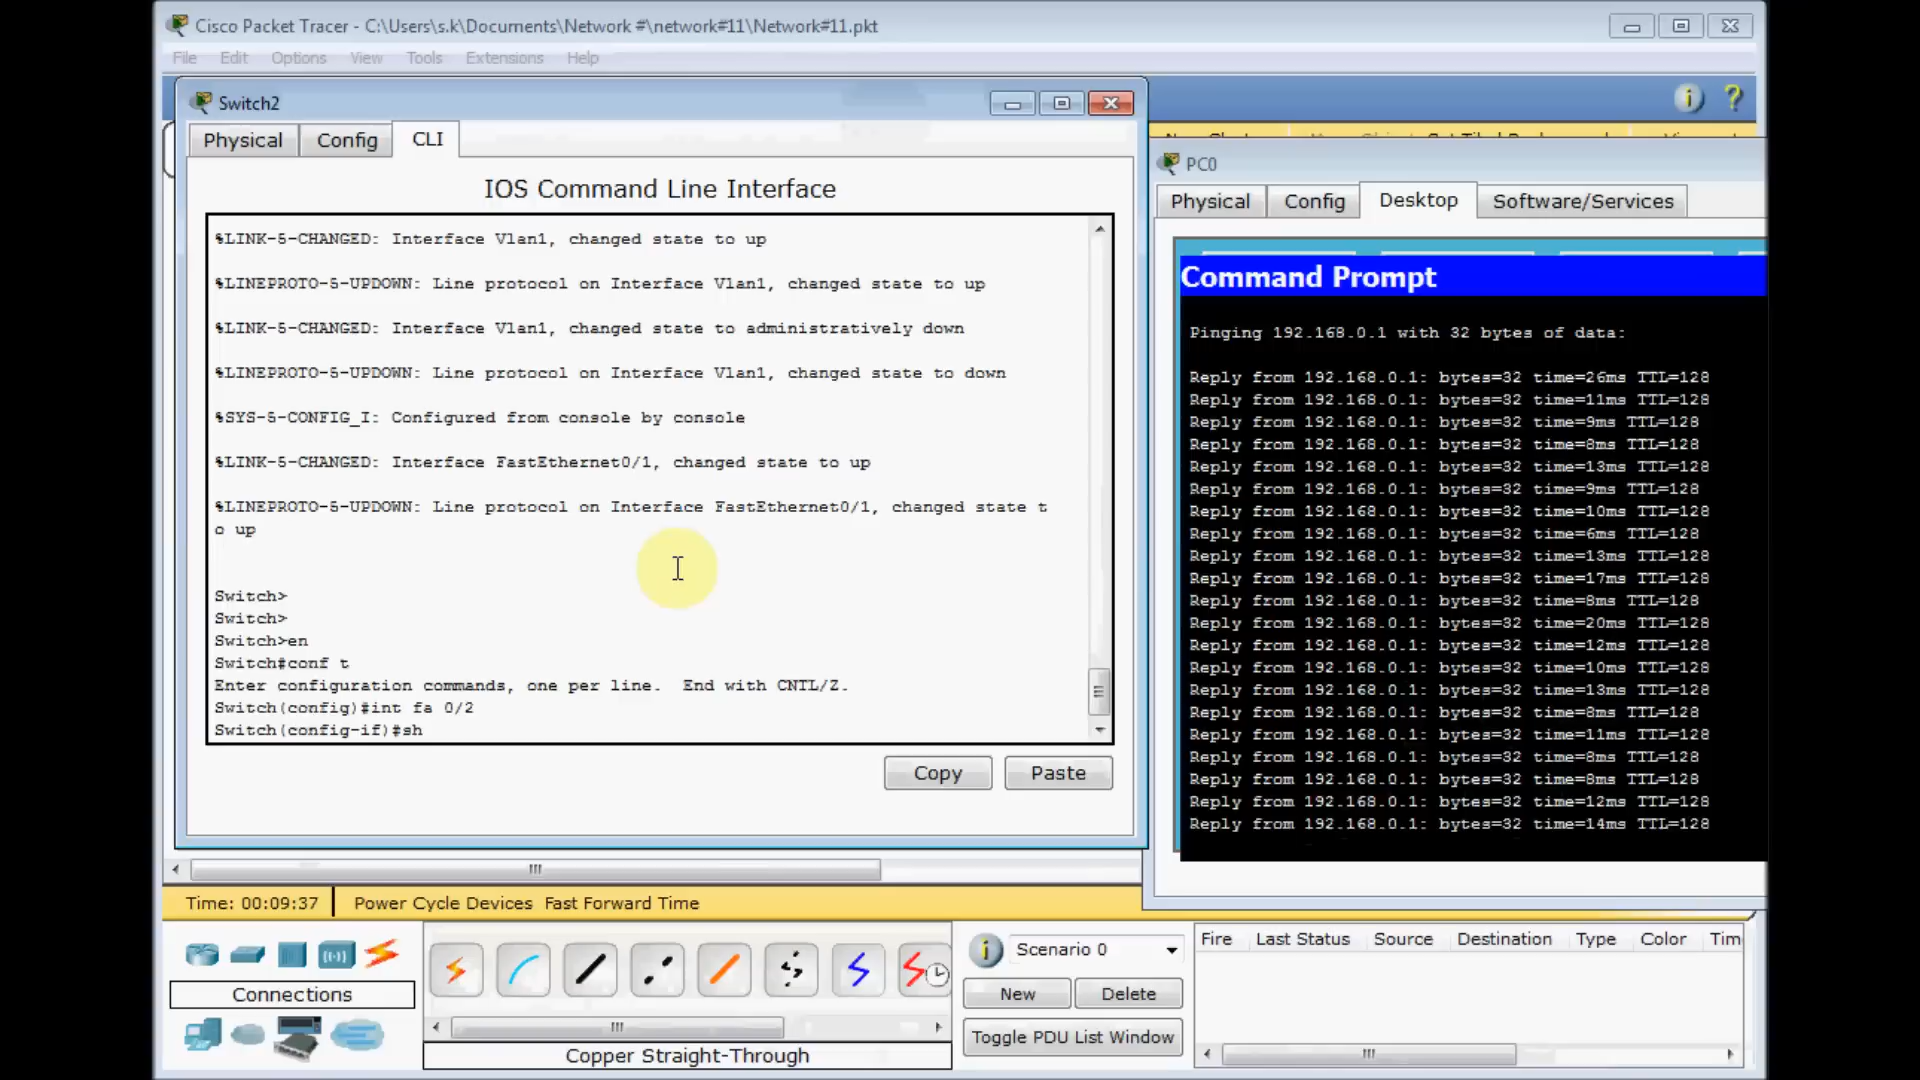 Cisco Packet Tracer - C:\Users\s.k\Documents\Network #\network#11\Network#11.pkt
File Edit Options View Tools Extensions Help
Switch2
Physical Config CLI
IOS Command Line Interface
%LINK-5-CHANGED: Interface Vlan1, changed state to up
%LINEPROTO-5-UPDOWN: Line protocol on Interface Vlan1, changed state to up
%LINK-5-CHANGED: Interface Vlan1, changed state to administratively down
%LINEPROTO-5-UPDOWN: Line protocol on Interface Vlan1, changed state to down
%SYS-5-CONFIG_I: Configured from console by console
%LINK-5-CHANGED: Interface FastEthernet0/1, changed state to up
%LINEPROTO-5-UPDOWN: Line protocol on Interface FastEthernet0/1, changed state t
o up
Switch>
Switch>
Switch>en
Switch#conf t
Enter configuration commands, one per line.  End with CNTL/Z.
Switch(config)#int fa 0/2
Switch(config-if)#sh
Copy Paste
PC0
Physical Config Desktop Software/Services
Command Prompt
Pinging 192.168.0.1 with 32 bytes of data:
Reply from 192.168.0.1: bytes=32 time=26ms TTL=128
Reply from 192.168.0.1: bytes=32 time=11ms TTL=128
Reply from 192.168.0.1: bytes=32 time=9ms TTL=128
Reply from 192.168.0.1: bytes=32 time=8ms TTL=128
Reply from 192.168.0.1: bytes=32 time=13ms TTL=128
Reply from 192.168.0.1: bytes=32 time=9ms TTL=128
Reply from 192.168.0.1: bytes=32 time=10ms TTL=128
Reply from 192.168.0.1: bytes=32 time=6ms TTL=128
Reply from 192.168.0.1: bytes=32 time=13ms TTL=128
Reply from 192.168.0.1: bytes=32 time=17ms TTL=128
Reply from 192.168.0.1: bytes=32 time=8ms TTL=128
Reply from 192.168.0.1: bytes=32 time=20ms TTL=128
Reply from 192.168.0.1: bytes=32 time=12ms TTL=128
Reply from 192.168.0.1: bytes=32 time=10ms TTL=128
Reply from 192.168.0.1: bytes=32 time=13ms TTL=128
Reply from 192.168.0.1: bytes=32 time=8ms TTL=128
Reply from 192.168.0.1: bytes=32 time=11ms TTL=128
Reply from 192.168.0.1: bytes=32 time=8ms TTL=128
Reply from 192.168.0.1: bytes=32 time=8ms TTL=128
Reply from 192.168.0.1: bytes=32 time=12ms TTL=128
Reply from 192.168.0.1: bytes=32 time=14ms TTL=128
Time: 00:09:37 Power Cycle Devices Fast Forward Time
Connections
Copper Straight-Through
Scenario 0
New Delete
Toggle PDU List Window
Fire Last Status Source Destination Type Color Tim